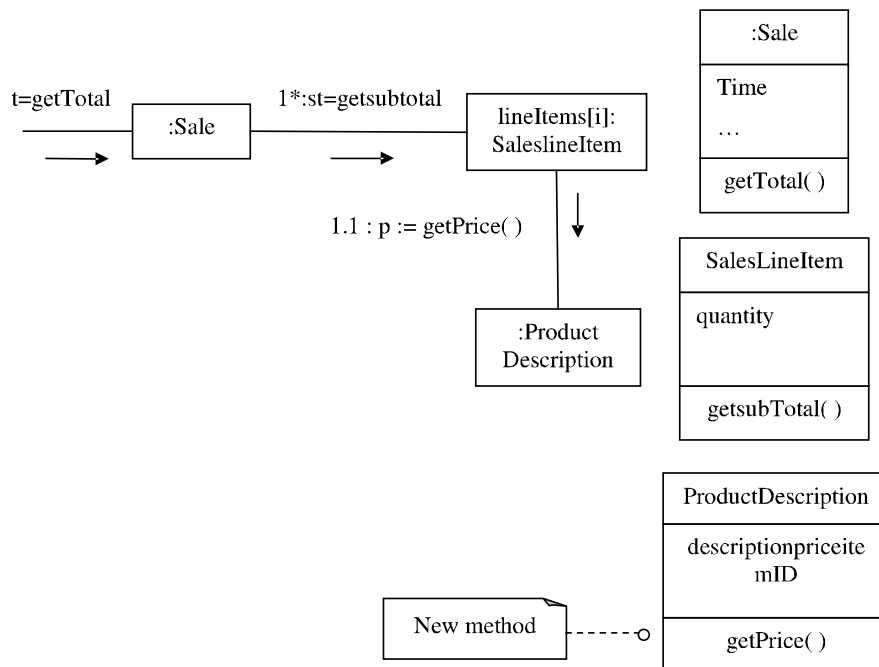 t=getTotal
:Sale
1*:st=getsubtotal
lineItems[i]:
SaleslineItem
1.1 : p := getPrice( )
:Product
Description
:Sale
Time
...
getTotal( )
SalesLineItem
quantity
getsubTotal( )
ProductDescription
descriptionpriceite
mID
getPrice( )
New method